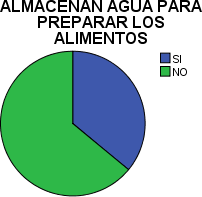 ALMACENAN AGUA PARA
PREPARAR LOS
ALIMENTOS
SI
NO